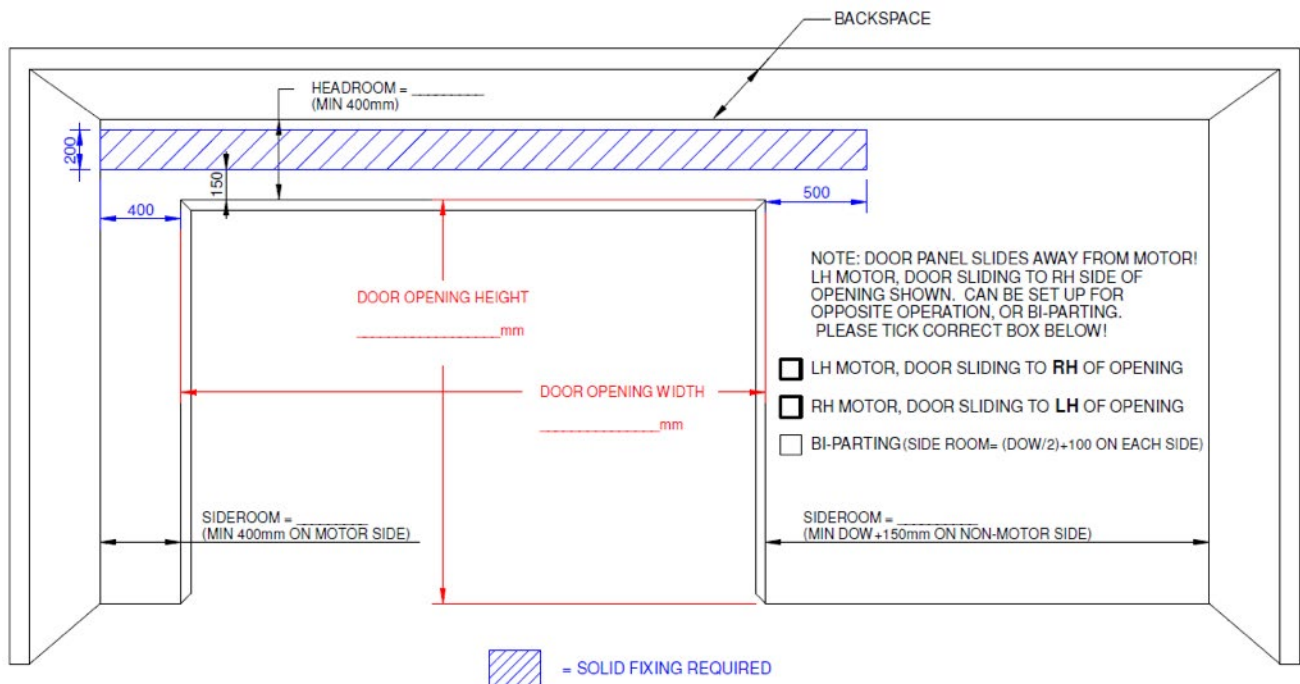 BACKSPACE
HEADROOM = _________
(MIN 400mm)
200
150
400
500
NOTE: DOOR PANEL SLIDES AWAY FROM MOTOR!
LH MOTOR, DOOR SLIDING TO RH SIDE OF
OPENING SHOWN. CAN BE SET UP FOR
OPPOSITE OPERATION, OR BI-PARTING.
PLEASE TICK CORRECT BOX BELOW!
DOOR OPENING HEIGHT
__________________mm
LH MOTOR, DOOR SLIDING TO RH OF OPENING
DOOR OPENING WIDTH
_______________mm
RH MOTOR, DOOR SLIDING TO LH OF OPENING
BI-PARTING (SIDE ROOM= (DOW/2)+100 ON EACH SIDE)
SIDEROOM = _________
(MIN 400mm ON MOTOR SIDE)
SIDEROOM = __________
(MIN DOW+150mm ON NON-MOTOR SIDE)
= SOLID FIXING REQUIRED